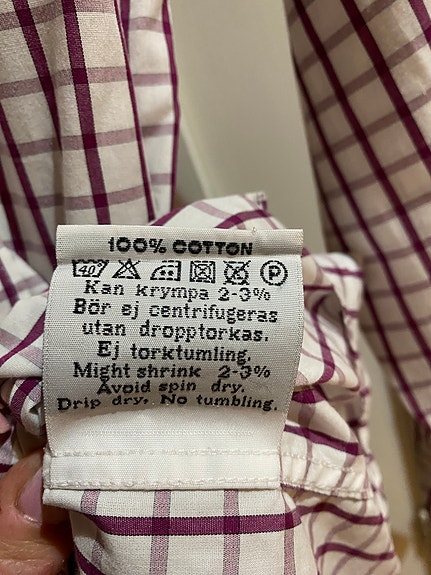 100% COTTON
40 P
Kan krympa 2-3%
Bör ej centrifugeras
utan dropptorkas.
Ej torktumling.
Might shrink 2-3%
Avoid spin dry.
Drip dry. No tumbling.